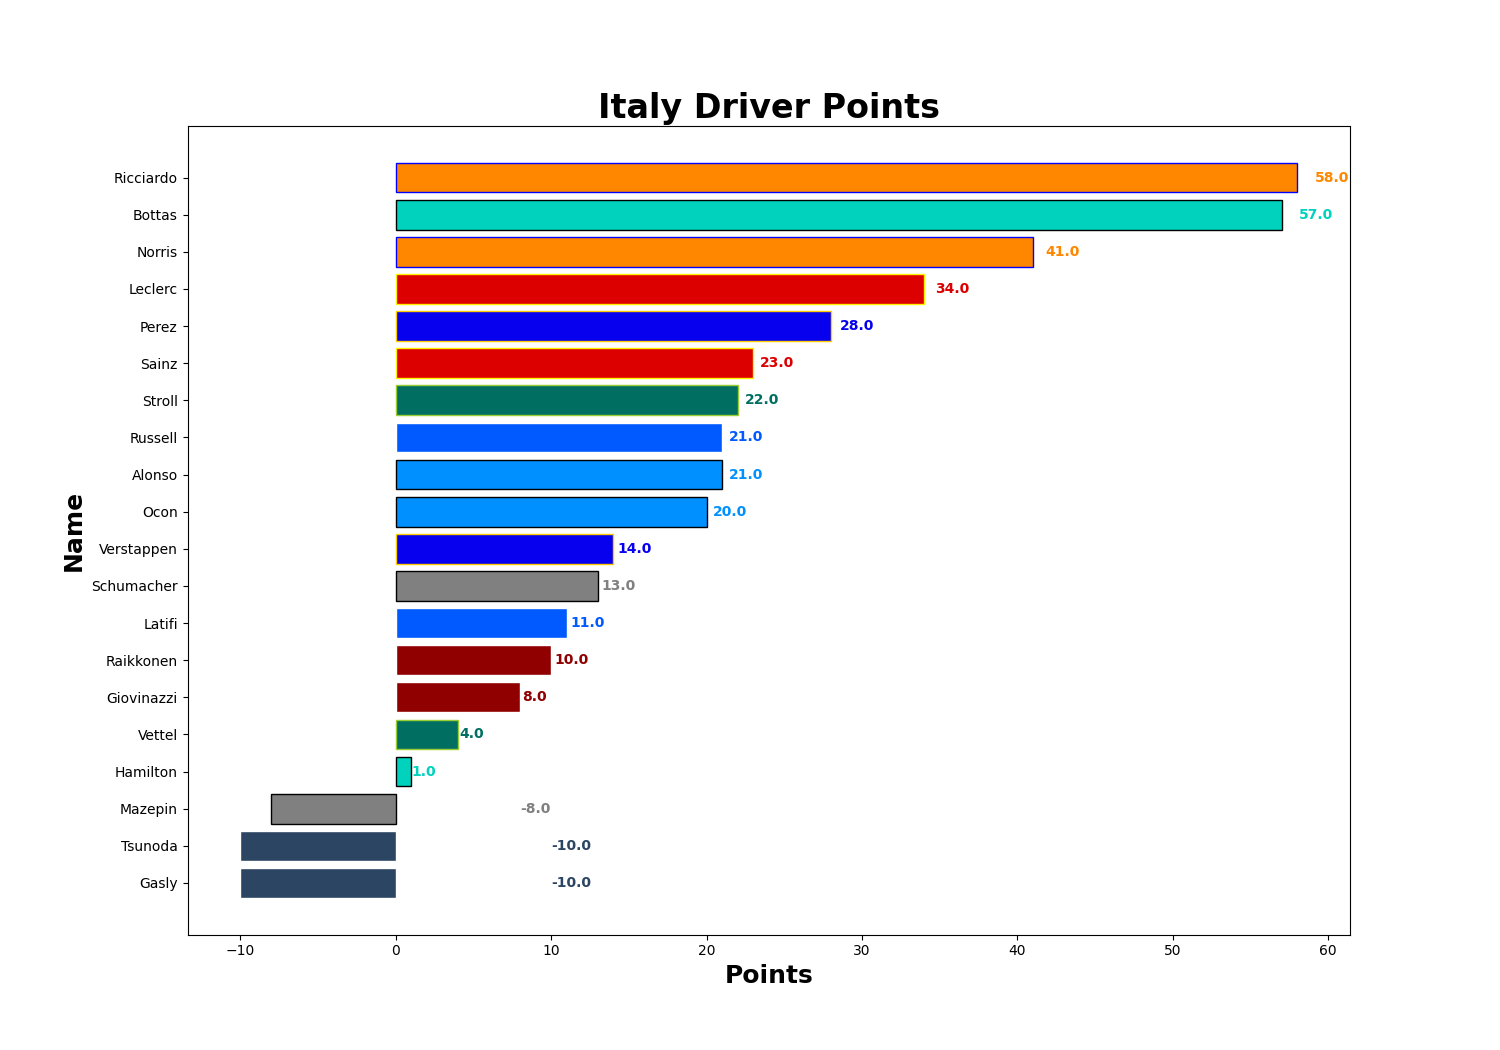 Italy Driver Points
Ricciardo 58.0
Bottas 57.0
Norris 41.0
Leclerc 34.0
Perez 28.0
Sainz 23.0
Stroll 22.0
Russell 21.0
Alonso 21.0
Ocon 20.0
Verstappen 14.0
Schumacher 13.0
Latifi 11.0
Raikkonen 10.0
Giovinazzi 8.0
Vettel 4.0
Hamilton 1.0
Mazepin -8.0
Tsunoda -10.0
Gasly -10.0
Name
−10 0 10 20 30 40 50 60
Points